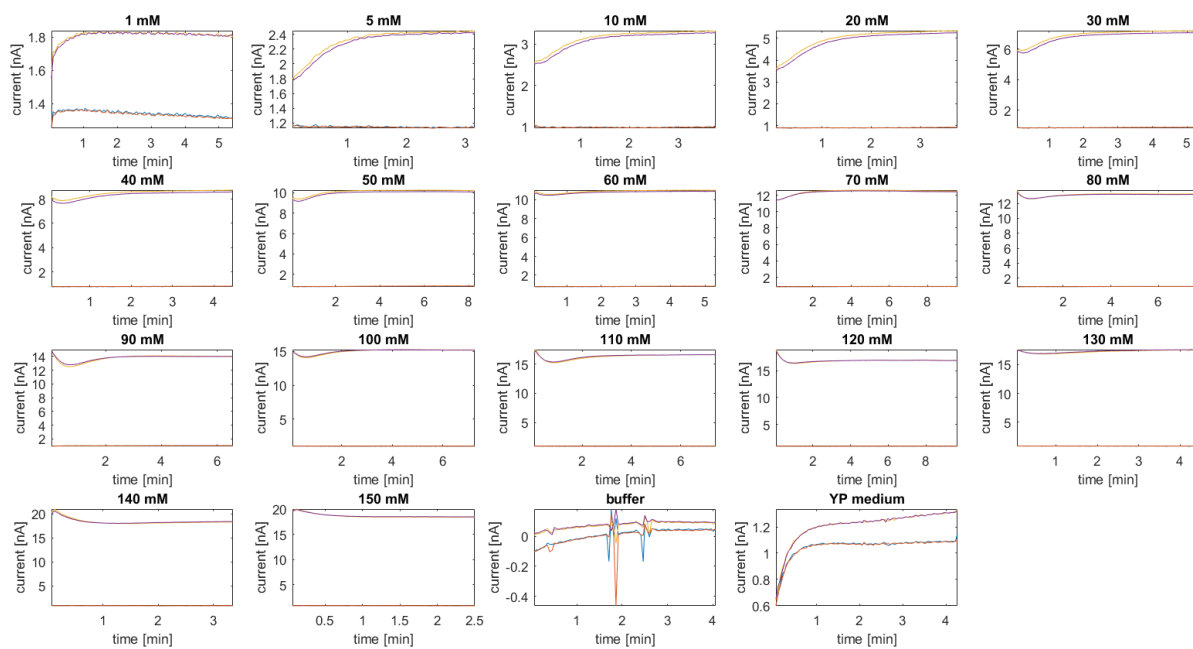 1 mM
current [nA]
1.8
1.6
1.4
1 2 3 4 5
time [min]
5 mM
current [nA]
2.4
2.2
2
1.8
1.6
1.4
1.2
1 2 3
time [min]
10 mM
current [nA]
3
2
1
1 2 3
time [min]
20 mM
current [nA]
5
4
3
2
1
1 2 3
time [min]
30 mM
current [nA]
6
4
2
1 2 3 4 5
time [min]
40 mM
current [nA]
8
6
4
2
1 2 3 4
time [min]
50 mM
current [nA]
10
8
6
4
2
2 4 6 8
time [min]
60 mM
current [nA]
10
8
6
4
2
1 2 3 4 5
time [min]
70 mM
current [nA]
12
10
8
6
4
2
2 4 6 8
time [min]
80 mM
current [nA]
12
10
8
6
4
2
2 4 6
time [min]
90 mM
current [nA]
14
12
10
8
6
4
2
2 4 6
time [min]
100 mM
current [nA]
15
10
5
2 4 6
time [min]
110 mM
current [nA]
15
10
5
2 4 6
time [min]
120 mM
current [nA]
15
10
5
2 4 6 8
time [min]
130 mM
current [nA]
15
10
5
1 2 3 4
time [min]
140 mM
current [nA]
20
15
10
5
1 2 3
time [min]
150 mM
current [nA]
20
15
10
5
0.5 1 1.5 2 2.5
time [min]
buffer
current [nA]
0
-0.2
-0.4
1 2 3 4
time [min]
YP medium
current [nA]
1.2
1
0.8
0.6
1 2 3 4
time [min]